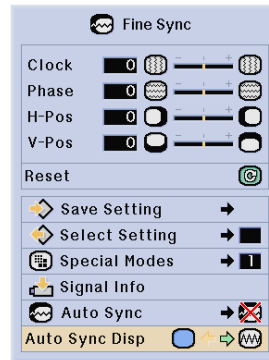 Fine Sync
Clock 0 - +
Phase 0 - +
H-Pos 0 - +
V-Pos 0 - +
Reset
Save Setting
Select Setting
Special Modes 1
Signal Info
Auto Sync
Auto Sync Disp